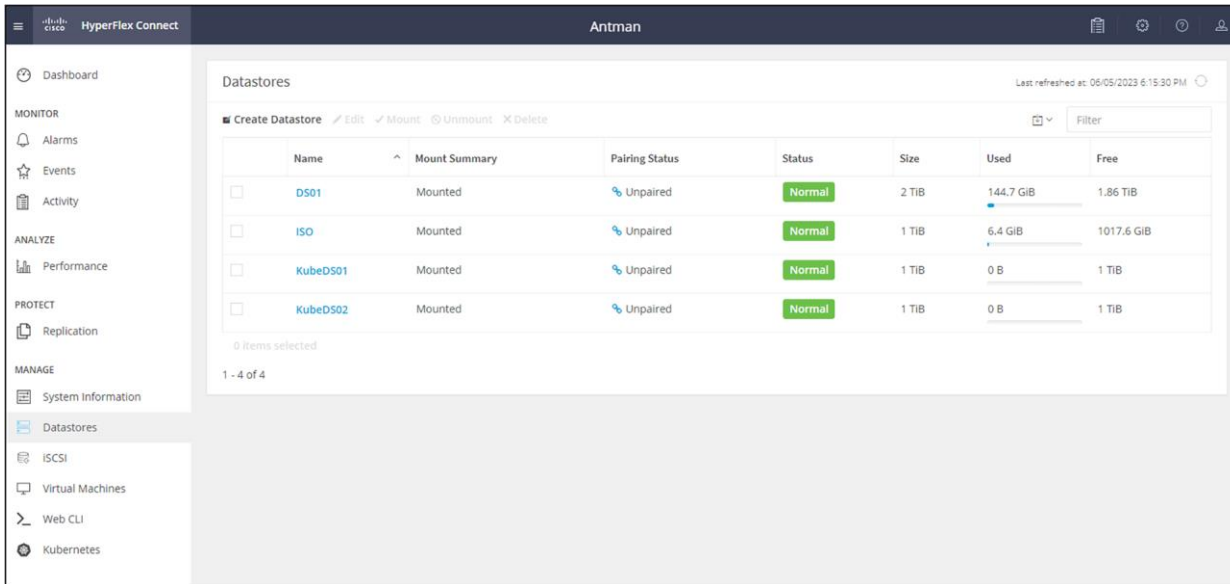 cisco HyperFlex Connect Antman
Dashboard
MONITOR
Alarms
Events
Activity
ANALYZE
Performance
PROTECT
Replication
MANAGE
System Information
Datastores
iSCSI
Virtual Machines
Web CLI
Kubernetes
Datastores Last refreshed at: 06/05/2023 6:15:30 PM
Create Datastore Edit Mount Unmount Delete Filter
Name Mount Summary Pairing Status Status Size Used Free
DS01 Mounted Unpaired Normal 2 TiB 144.7 GiB 1.86 TiB
ISO Mounted Unpaired Normal 1 TiB 6.4 GiB 1017.6 GiB
KubeDS01 Mounted Unpaired Normal 1 TiB 0 B 1 TiB
KubeDS02 Mounted Unpaired Normal 1 TiB 0 B 1 TiB
0 items selected
1 - 4 of 4